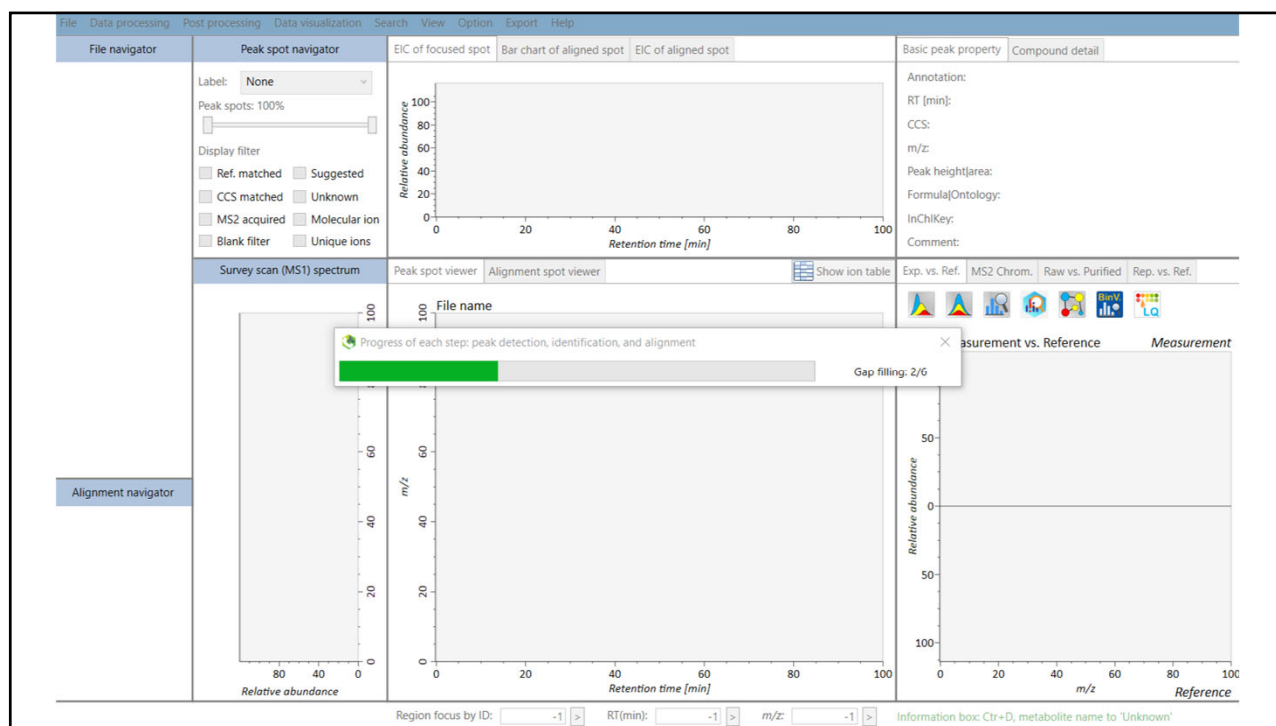 File Data processing Post processing Data visualization Search View Option Export Help
File navigator
Peak spot navigator
Label: None
Peak spots: 100%
Display filter
Ref. matched Suggested
CCS matched Unknown
MS2 acquired Molecular ion
Blank filter Unique ions
EIC of focused spot Bar chart of aligned spot EIC of aligned spot
Relative abundance
100
80
60
40
20
0
0 20 40 60 80 100
Retention time [min]
Basic peak property Compound detail
Annotation:
RT [min]:
CCS:
m/z:
Peak height|area:
Formula|Ontology:
InChIKey:
Comment:
Survey scan (MS1) spectrum
100
60
40
20
0
80 40 0
Relative abundance
Peak spot viewer Alignment spot viewer Show ion table
File name
100
60
40
20
0
m/z
0 20 40 60 80 100
Retention time [min]
Progress of each step: peak detection, identification, and alignment
Gap filling: 2/6
Exp. vs. Ref. MS2 Chrom. Raw vs. Purified Rep. vs. Ref.
BinV.
LQ
asurement vs. Reference Measurement
Relative abundance
50
0
50
100
0 20 40 60 80 100
m/z
Reference
Alignment navigator
Region focus by ID: -1 > RT(min): -1 > m/z: -1 >
Information box: Ctr+D, metabolite name to 'Unknown'